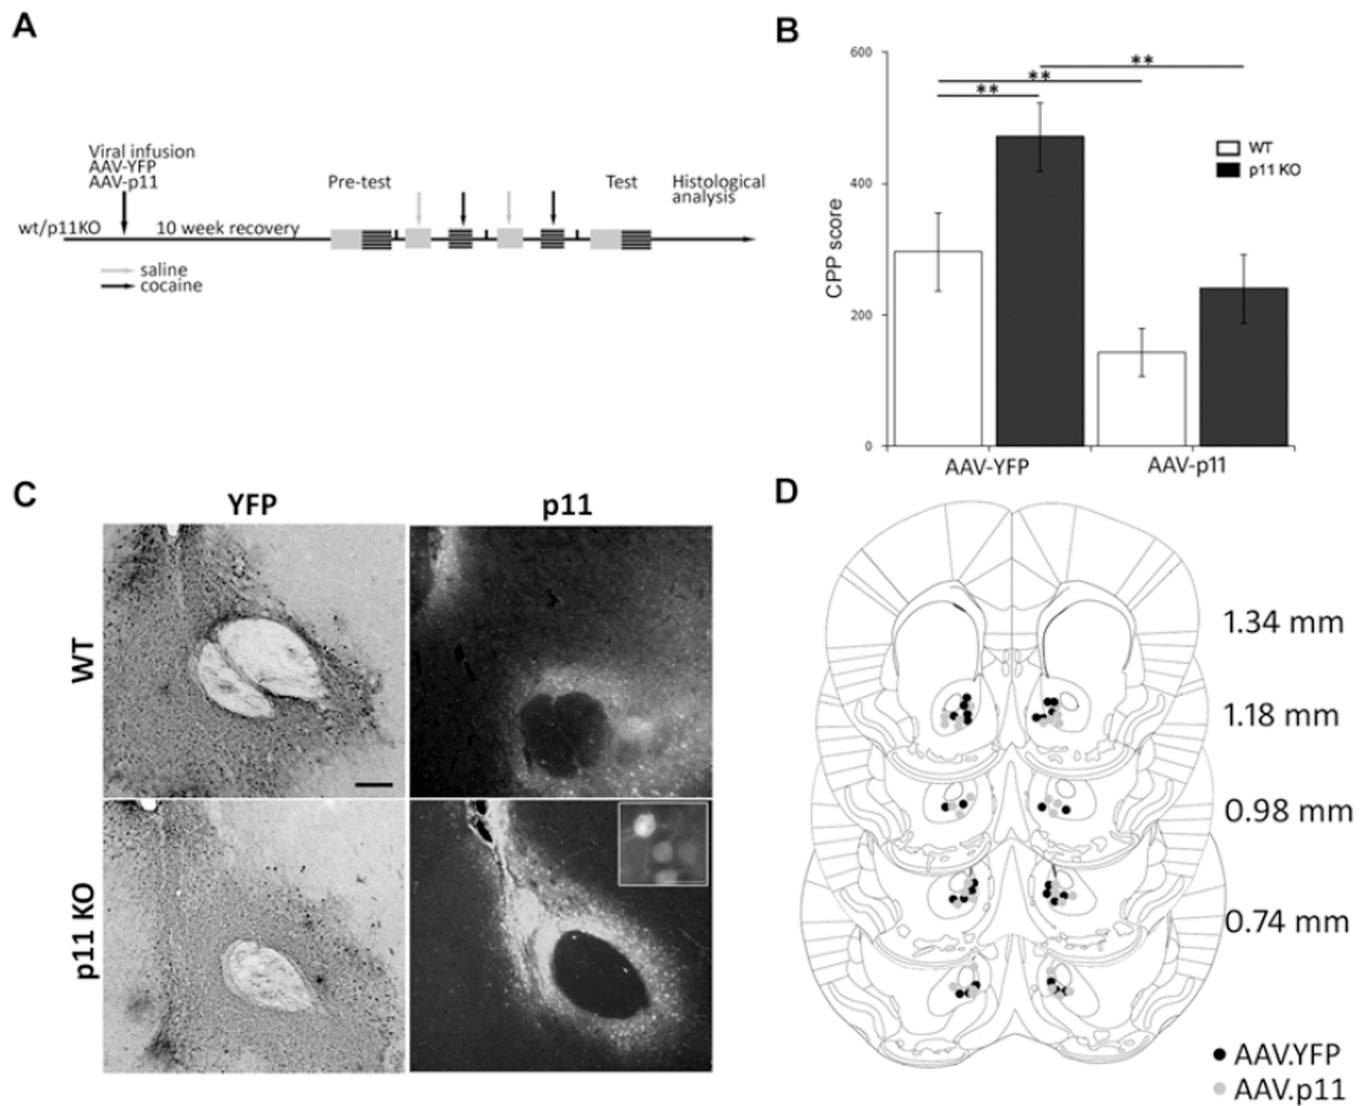 A
Viral infusion
AAV-YFP
AAV-p11
Pre-test
Test
Histological
analysis
wt/p11KO
10 week recovery
saline
cocaine
B
600
400
200
0
CPP score
**
**
**
WT
p11 KO
AAV-YFP
AAV-p11
C
YFP
p11
WT
p11 KO
D
1.34 mm
1.18 mm
0.98 mm
0.74 mm
AAV.YFP
AAV.p11